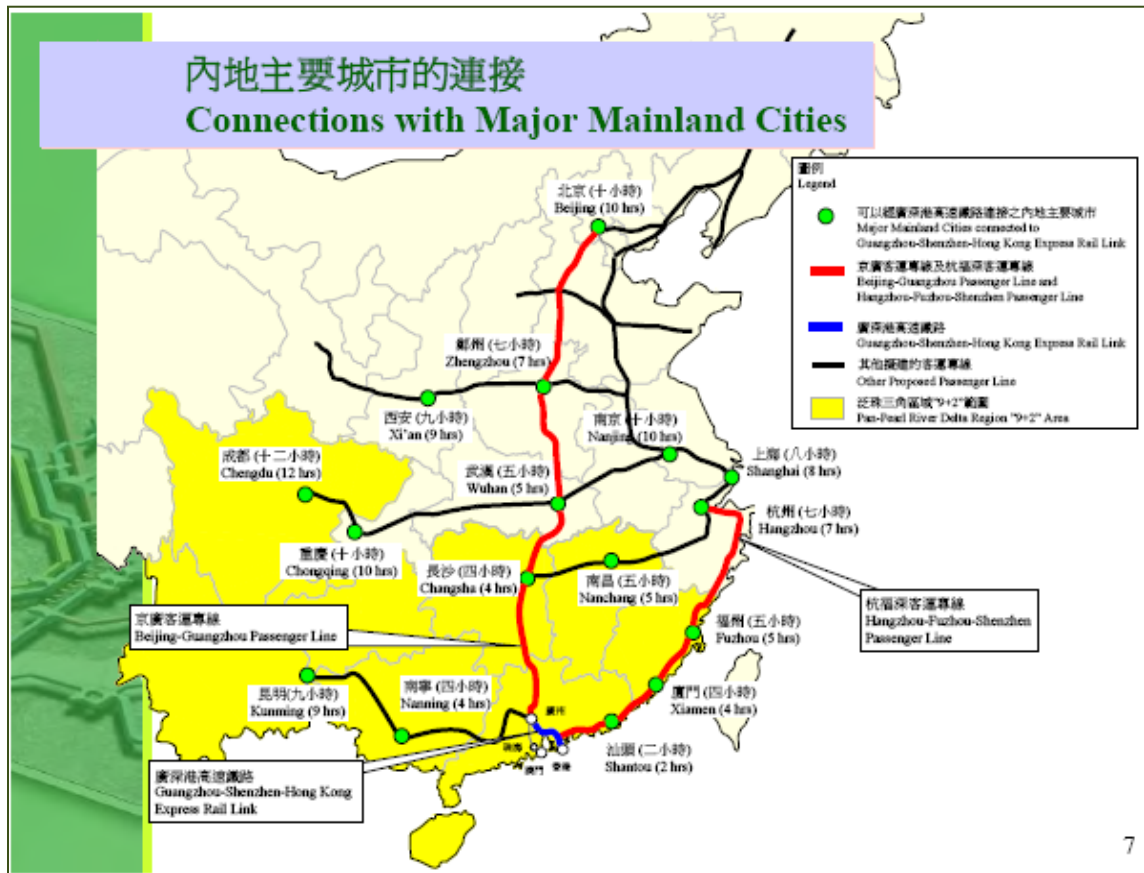 內地主要城市的連接
Connections with Major Mainland Cities
圖例
Legend
可以經廣深港高速鐵路連接之內地主要城市
Major Mainland Cities connected to
Guangzhou-Shenzhen-Hong Kong Express Rail Link
京廣客運專線及杭福深客運專線
Beijing-Guangzhou Passenger Line and
Hangzhou-Fuzhou-Shenzhen Passenger Line
廣深港高速鐵路
Guangzhou-Shenzhen-Hong Kong Express Rail Link
其他擬建的客運專線
Other Proposed Passenger Line
泛珠三角區域"9+2"範圍
Pan-Pearl River Delta Region "9+2" Area
北京 (十小時)
Beijing (10 hrs)
鄭州 (七小時)
Zhengzhou (7 hrs)
西安 (九小時)
Xi'an (9 hrs)
南京 (十小時)
Nanjing (10 hrs)
成都 (十二小時)
Chengdu (12 hrs)
武漢 (五小時)
Wuhan (5 hrs)
上海 (八小時)
Shanghai (8 hrs)
杭州 (七小時)
Hangzhou (7 hrs)
重慶 (十小時)
Chongqing (10 hrs)
長沙 (四小時)
Changsha (4 hrs)
南昌 (五小時)
Nanchang (5 hrs)
杭福深客運專線
Hangzhou-Fuzhou-Shenzhen
Passenger Line
京廣客運專線
Beijing-Guangzhou Passenger Line
福州 (五小時)
Fuzhou (5 hrs)
昆明(九小時)
Kunming (9 hrs)
南寧 (四小時)
Nanning (4 hrs)
廈門 (四小時)
Xiamen (4 hrs)
廣州
珠海
澳門
香港
汕頭 (二小時)
Shantou (2 hrs)
廣深港高速鐵路
Guangzhou-Shenzhen-Hong Kong
Express Rail Link
7